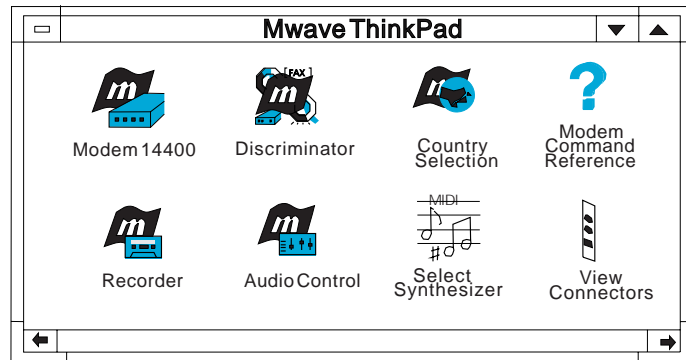 Mwave ThinkPad
m
m
[FAX]
m
?
Modem 14400
Discriminator
Country
Selection
Modem
Command
Reference
m
m
MIDI
Recorder
Audio Control
Select
Synthesizer
View
Connectors